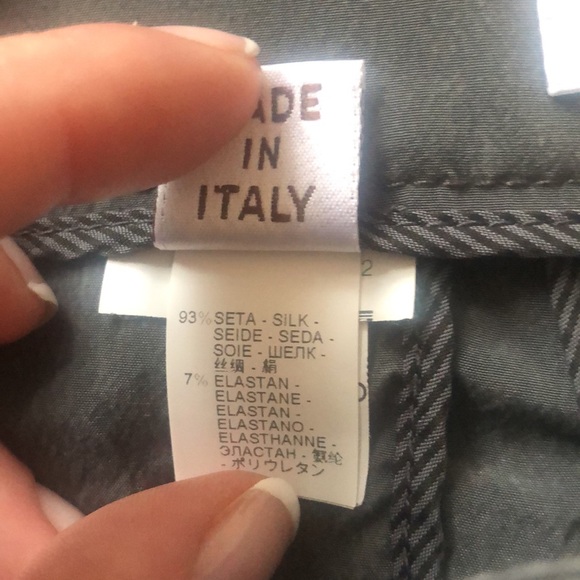 ADE
IN
ITALY
2
93% SETA - SILK -
SEIDE - SEDA -
SOIE - ШЕЛК -
丝绸 - 絹
7% ELASTAN -
ELASTANE -
ELASTAN -
ELASTANO -
ELASTHANNE -
ЭЛАСТАН - 氨纶
- ポリウレタン